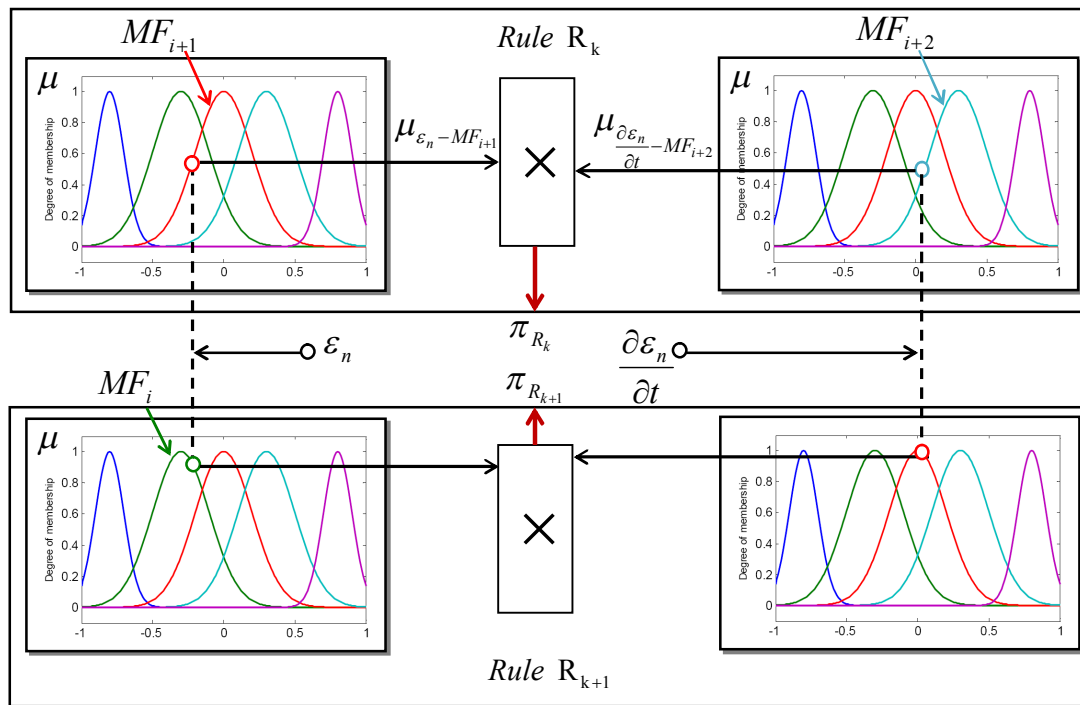 MF_{i+1}
Rule R_k
MF_{i+2}
μ
μ
μ_{ε_n−MF_{i+1}}
μ_{∂ε_n/∂t−MF_{i+2}}
×
Degree of membership
1
0.8
0.6
0.4
0.2
0
-1 -0.5 0 0.5 1
Degree of membership
1
0.8
0.6
0.4
0.2
0
-1 -0.5 0 0.5 1
π_{R_k}
ε_n
∂ε_n/∂t
π_{R_{k+1}}
MF_i
μ
×
Degree of membership
1
0.8
0.6
0.4
0.2
0
-1 -0.5 0 0.5 1
Degree of membership
1
0.8
0.6
0.4
0.2
0
-1 -0.5 0 0.5 1
Rule R_{k+1}